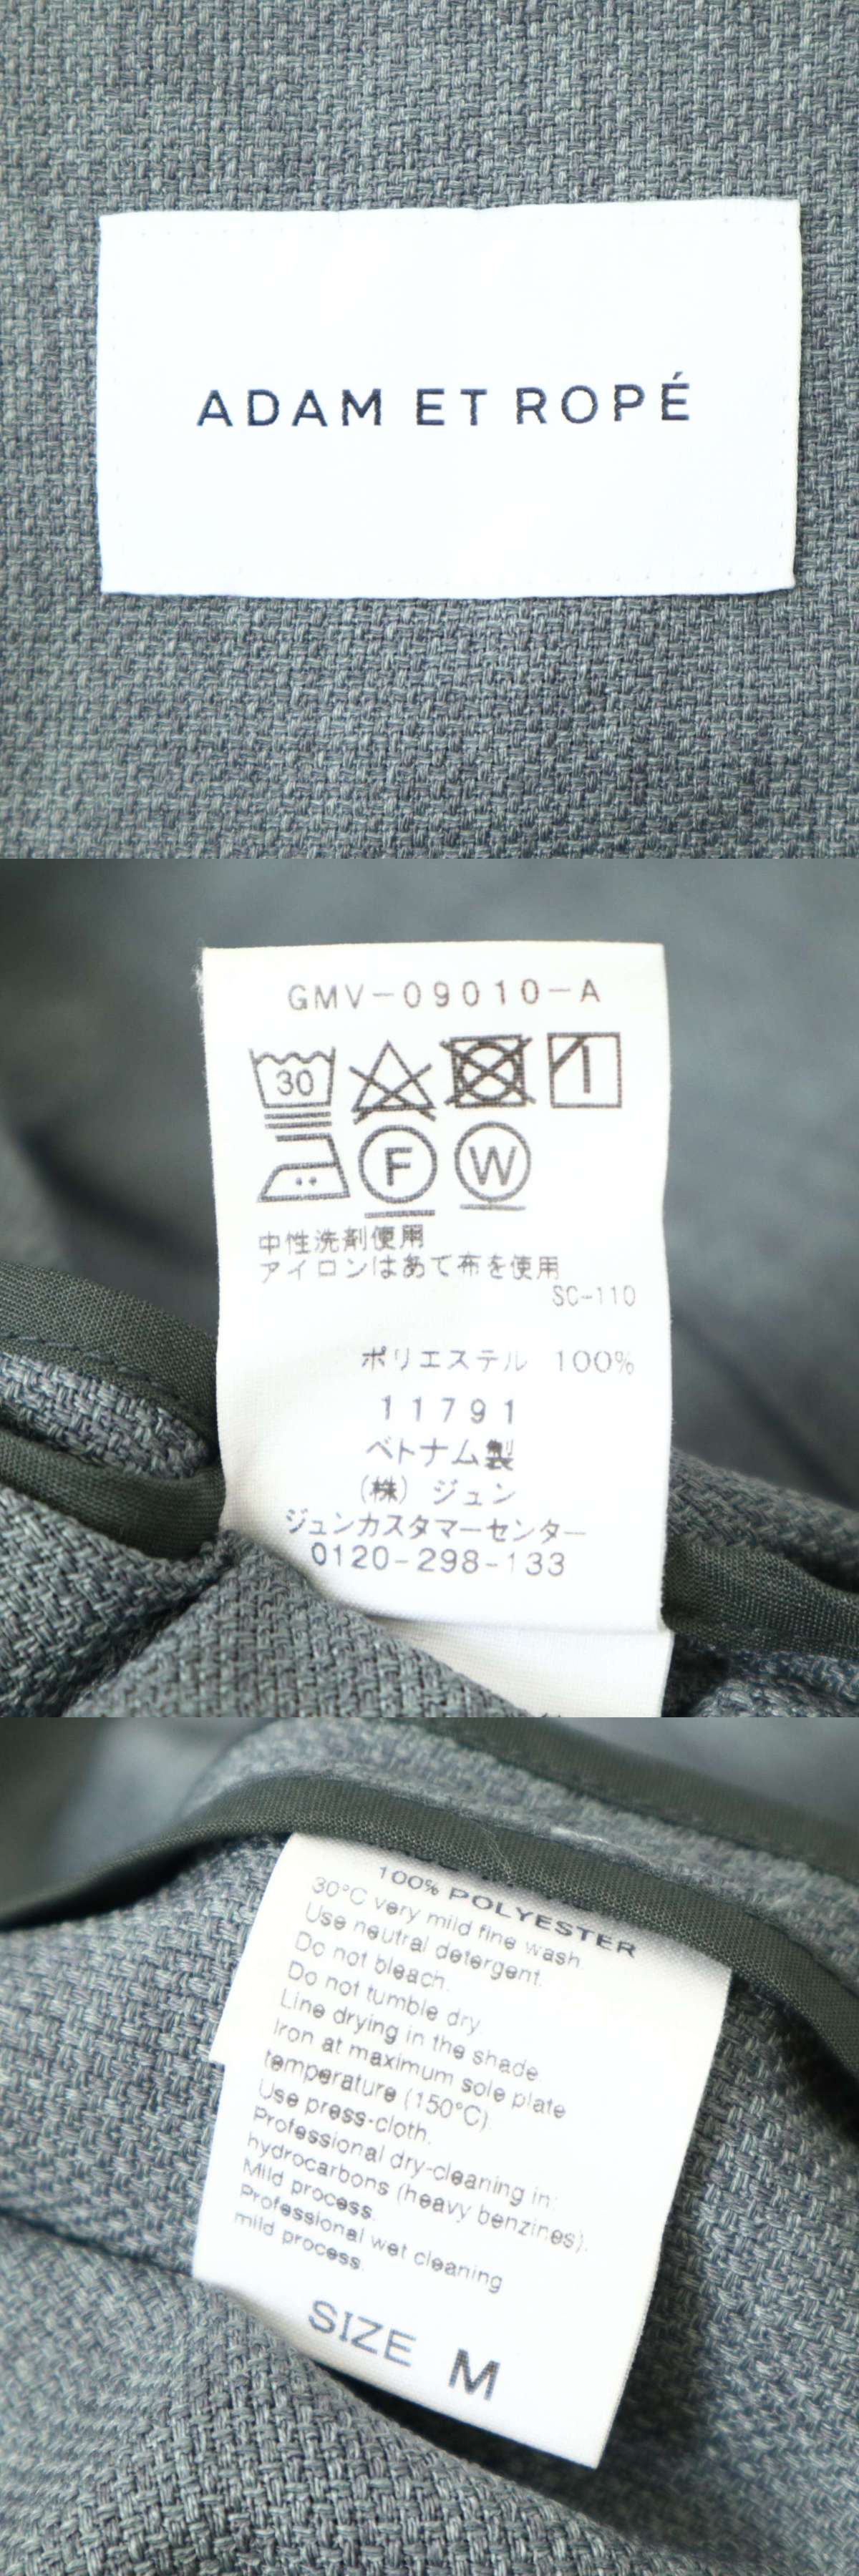 ADAM ET ROPÉ
GMV-09010-A
30
F W
中性洗剤使用
アイロンはあて布を使用
SC-110
ポリエステル 100%
11791
ベトナム製
(株) ジュン
ジュンカスタマーセンター
0120-298-133
100% POLYESTER
30°C very mild fine wash
Use neutral detergent.
Do not bleach.
Do not tumble dry.
Line drying in the shade.
Iron at maximum sole plate
temperature (150°C).
Use press-cloth.
Professional dry-cleaning in:
hydrocarbons (heavy benzines).
Mild process.
Professional wet cleaning
mild process.
SIZE M